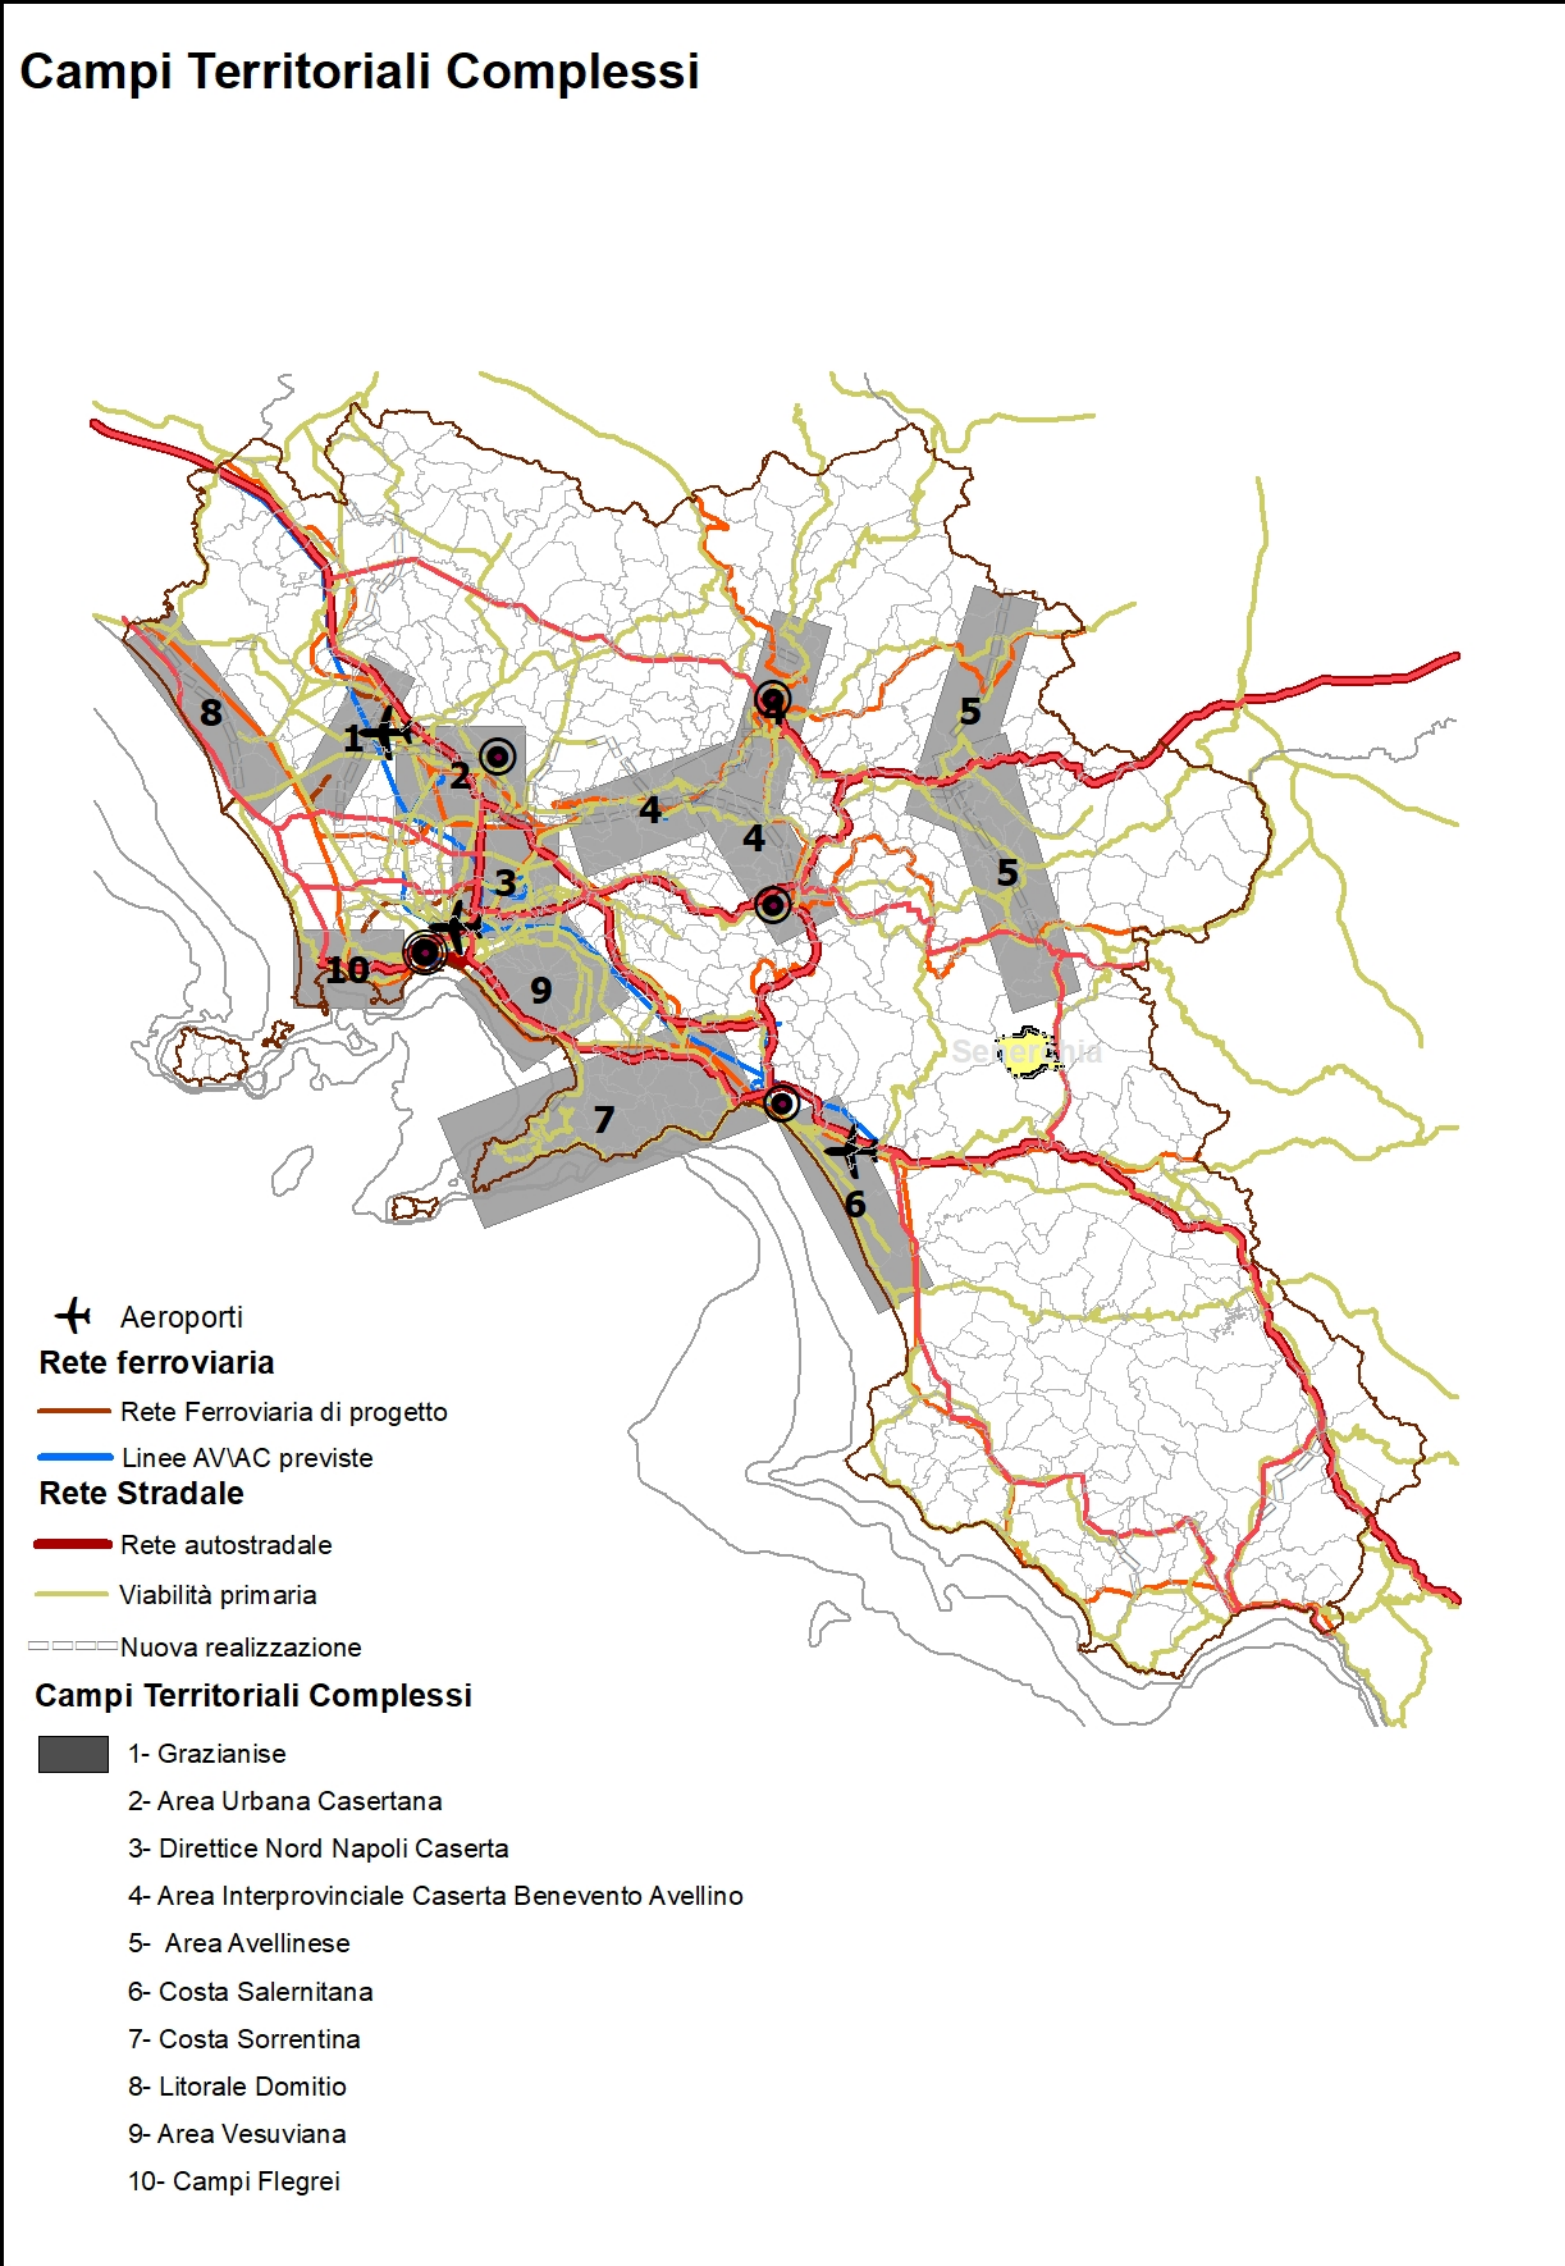 Campi Territoriali Complessi
8
1
2
4
5
4
4
3
5
10
9
Senerchia
7
6
Aeroporti
Rete ferroviaria
Rete Ferroviaria di progetto
Linee AV\AC previste
Rete Stradale
Rete autostradale
Viabilità primaria
Nuova realizzazione
Campi Territoriali Complessi
1- Grazianise
2- Area Urbana Casertana
3- Direttice Nord Napoli Caserta
4- Area Interprovinciale Caserta Benevento Avellino
5- Area Avellinese
6- Costa Salernitana
7- Costa Sorrentina
8- Litorale Domitio
9- Area Vesuviana
10- Campi Flegrei